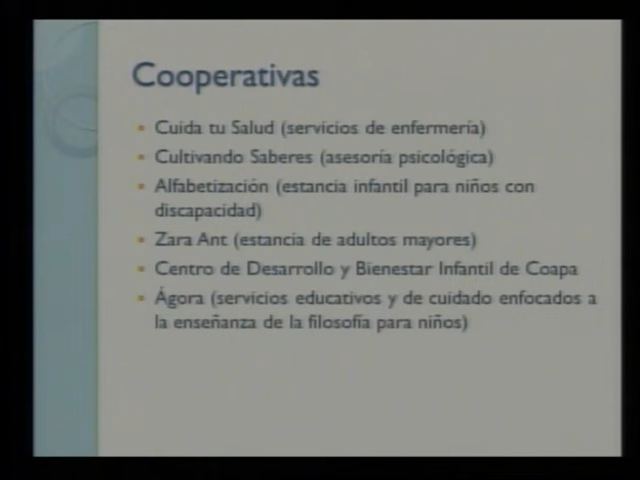 Cooperativas
Cuida tu Salud (servicios de enfermería)
Cultivando Saberes (asesoría psicológica)
Alfabetización (estancia infantil para niños con
discapacidad)
Zara Ant (estancia de adultos mayores)
Centro de Desarrollo y Bienestar Infantil de Coapa
Ágora (servicios educativos y de cuidado enfocados a
la enseñanza de la filosofía para niños)